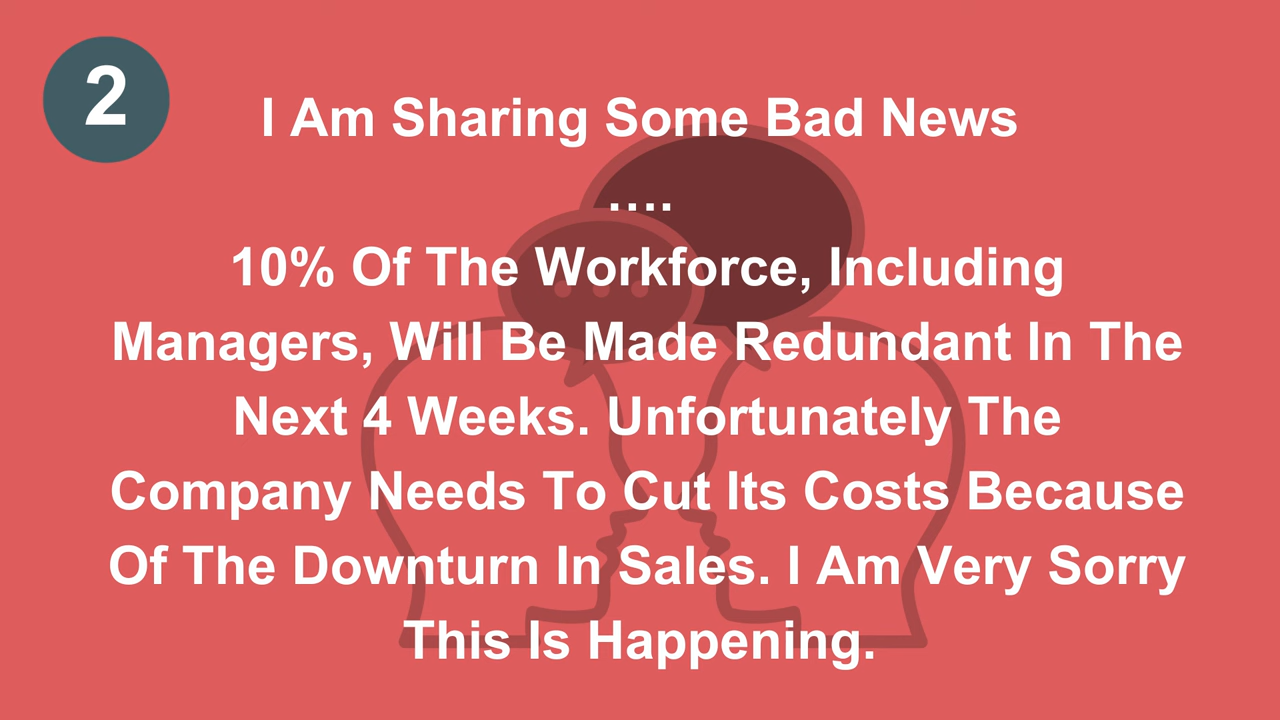 2
I Am Sharing Some Bad News
….
10% Of The Workforce, Including
Managers, Will Be Made Redundant In The
Next 4 Weeks. Unfortunately The
Company Needs To Cut Its Costs Because
Of The Downturn In Sales. I Am Very Sorry
This Is Happening.